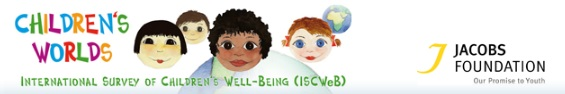 CHILDREN'S
WORLDS
INTERNATIONAL SURVEY OF CHILDREN'S WELL-BEING (ISCWeB)
JACOBS
FOUNDATION
Our Promise to Youth